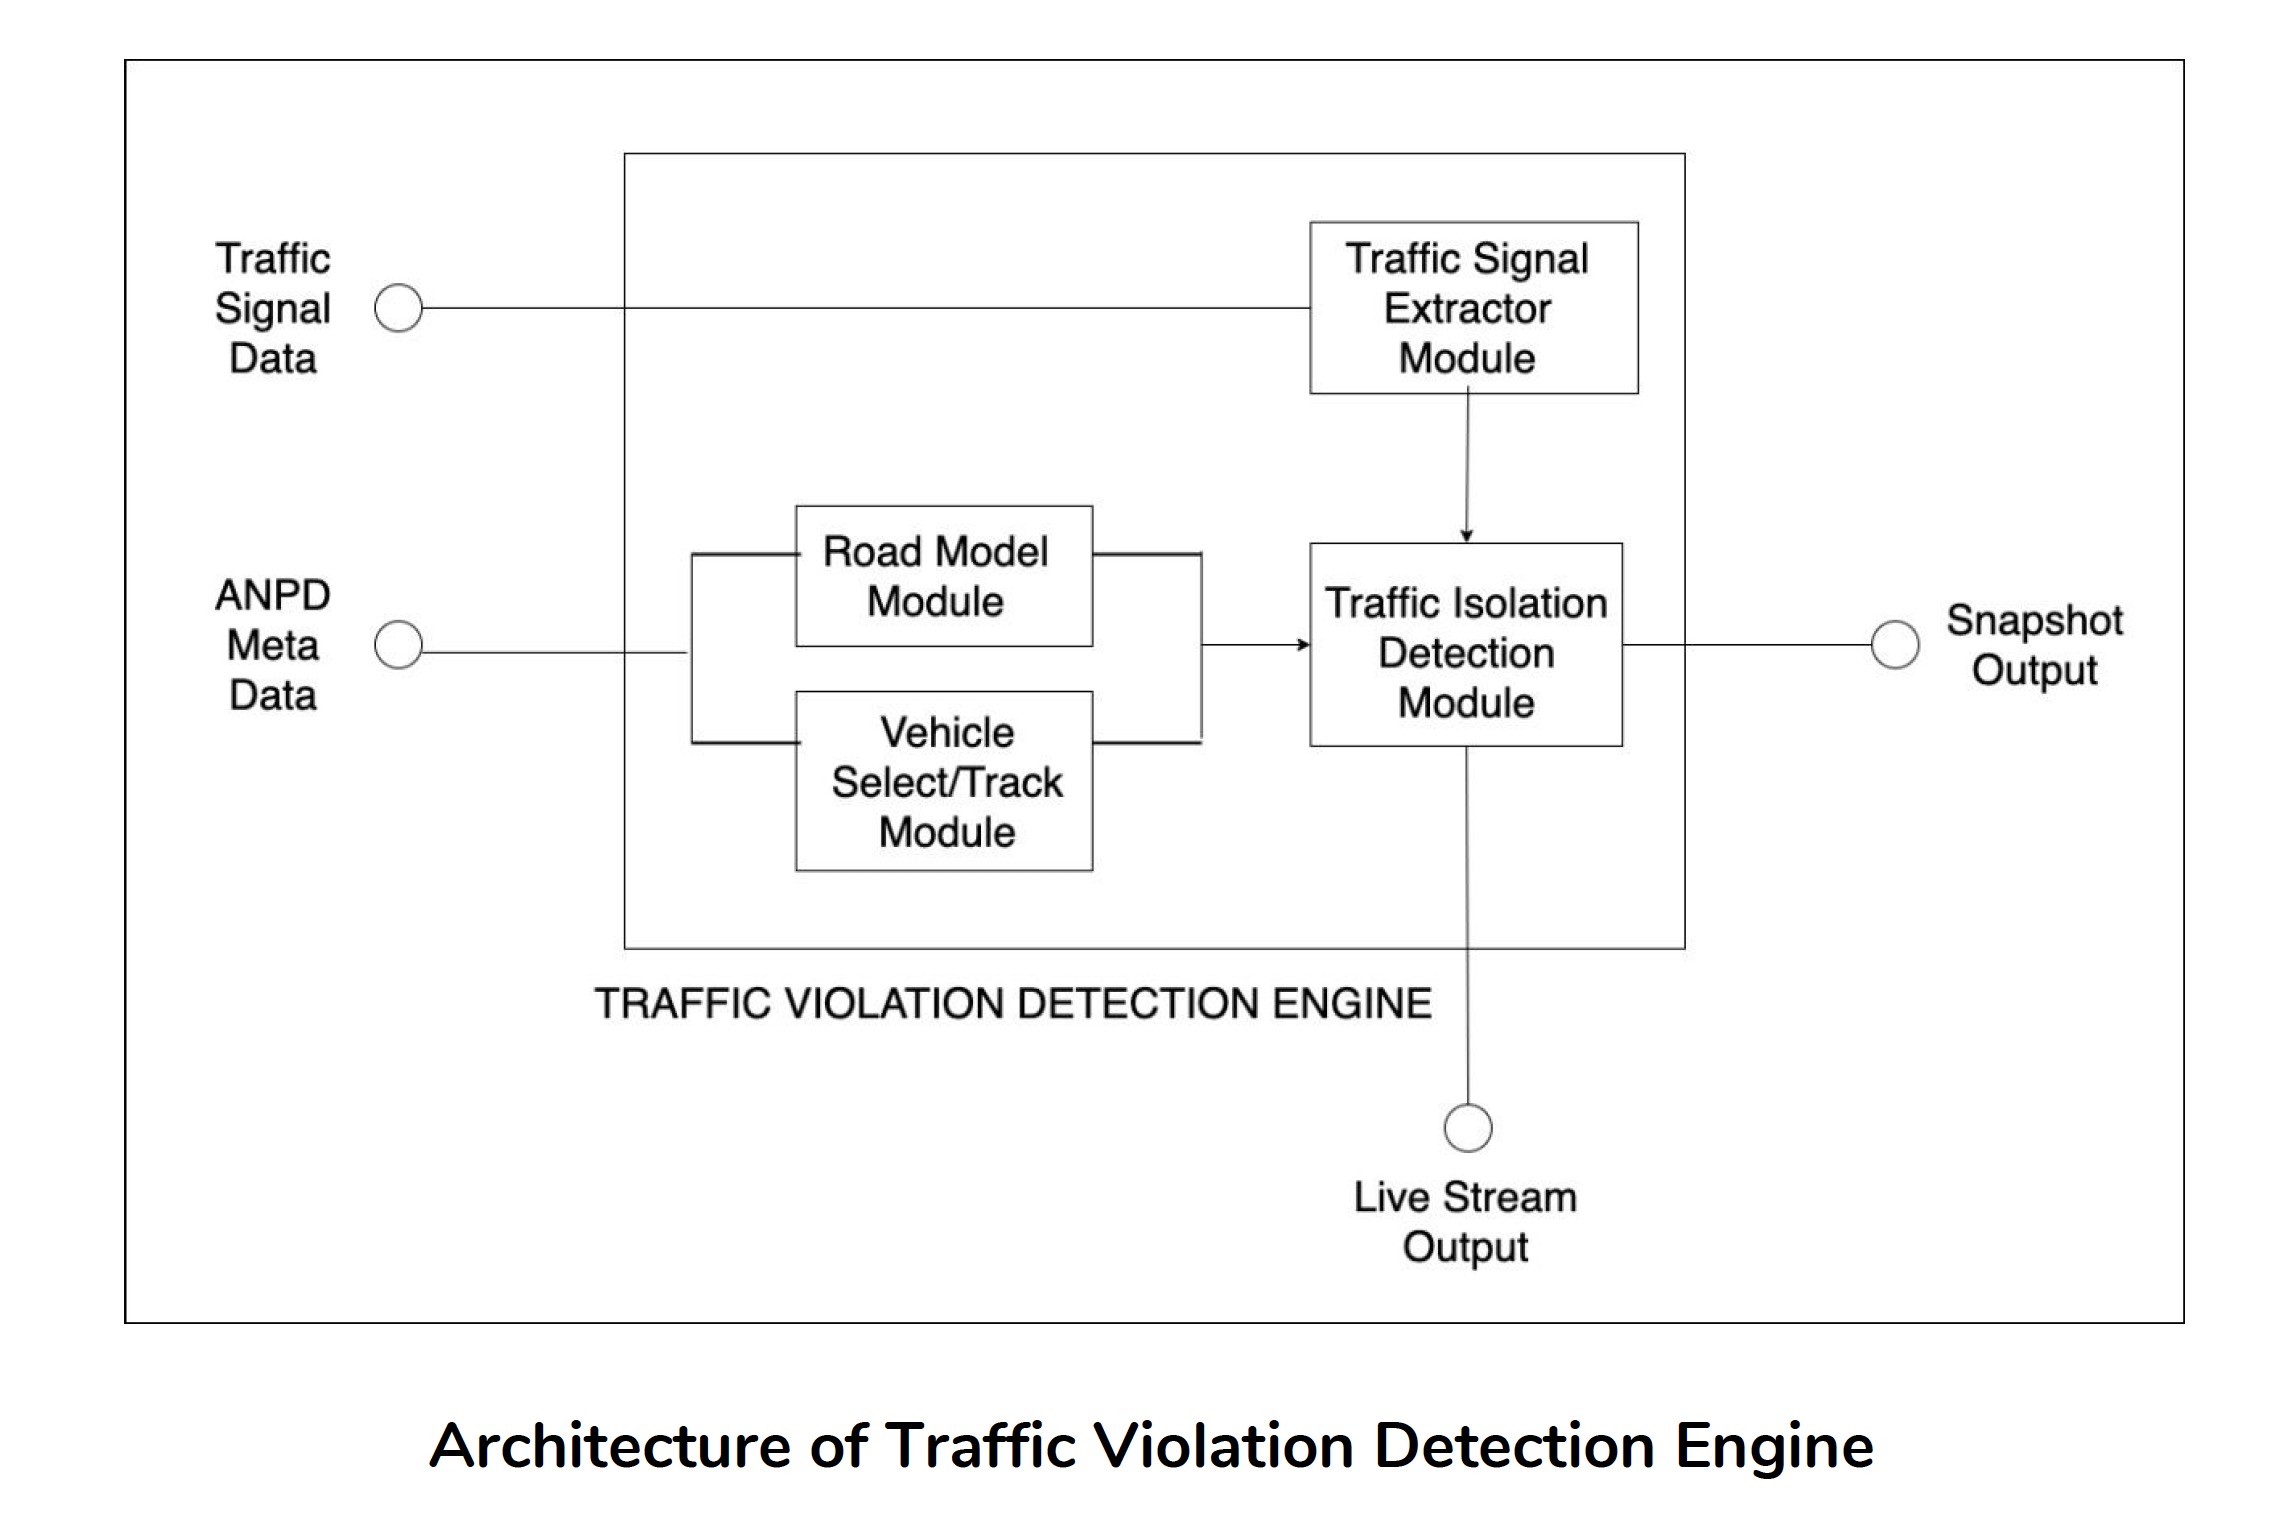 Traffic
Signal
Data
Traffic Signal
Extractor
Module
ANPD
Meta
Data
Road Model
Module
Vehicle
Select/Track
Module
Traffic Isolation
Detection
Module
Snapshot
Output
TRAFFIC VIOLATION DETECTION ENGINE
Live Stream
Output
Architecture of Traffic Violation Detection Engine